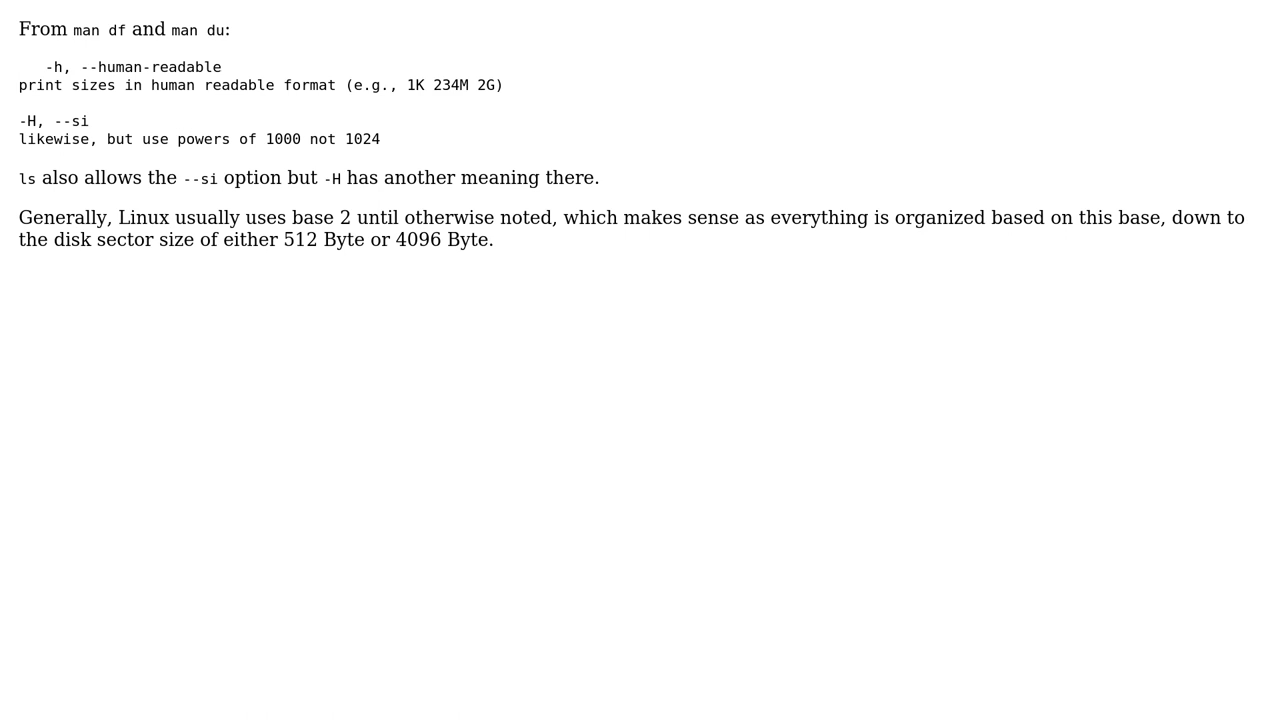 From man df and man du:
-h, --human-readable
print sizes in human readable format (e.g., 1K 234M 2G)
-H, --si
likewise, but use powers of 1000 not 1024
ls also allows the --si option but -H has another meaning there.
Generally, Linux usually uses base 2 until otherwise noted, which makes sense as everything is organized based on this base, down to
the disk sector size of either 512 Byte or 4096 Byte.